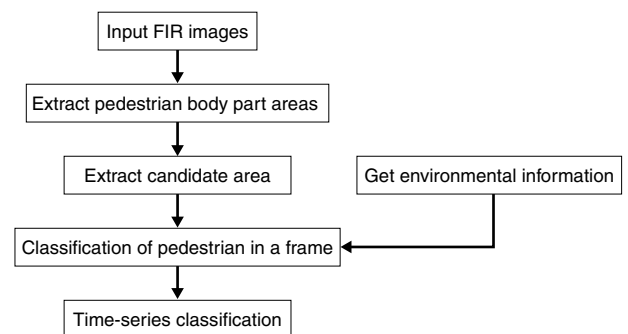 Input FIR images
Extract pedestrian body part areas
Extract candidate area
Get environmental information
Classification of pedestrian in a frame
Time-series classification